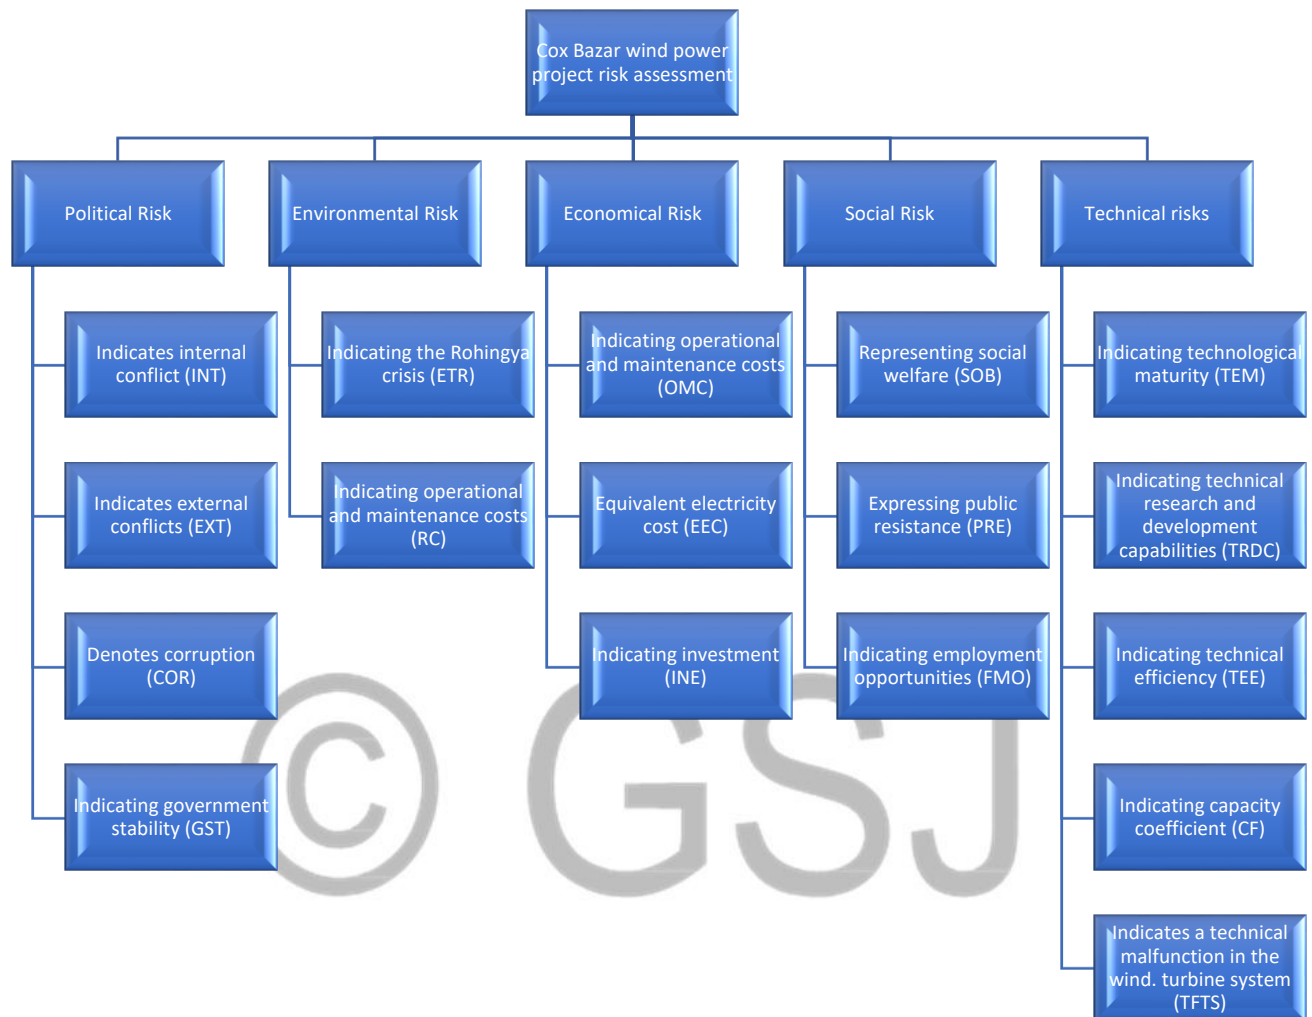 Cox Bazar wind power
project risk assessment
Political Risk
Environmental Risk
Economical Risk
Social Risk
Technical risks
Indicates internal
conflict (INT)
Indicates external
conflicts (EXT)
Denotes corruption
(COR)
Indicating government
stability (GST)
Indicating the Rohingya
crisis (ETR)
Indicating operational
and maintenance costs
(RC)
Indicating operational
and maintenance costs
(OMC)
Equivalent electricity
cost (EEC)
Indicating investment
(INE)
Representing social
welfare (SOB)
Expressing public
resistance (PRE)
Indicating employment
opportunities (FMO)
Indicating technological
maturity (TEM)
Indicating technical
research and
development
capabilities (TRDC)
Indicating technical
efficiency (TEE)
Indicating capacity
coefficient (CF)
Indicates a technical
malfunction in the
wind. turbine system
(TFTS)
© GSJ